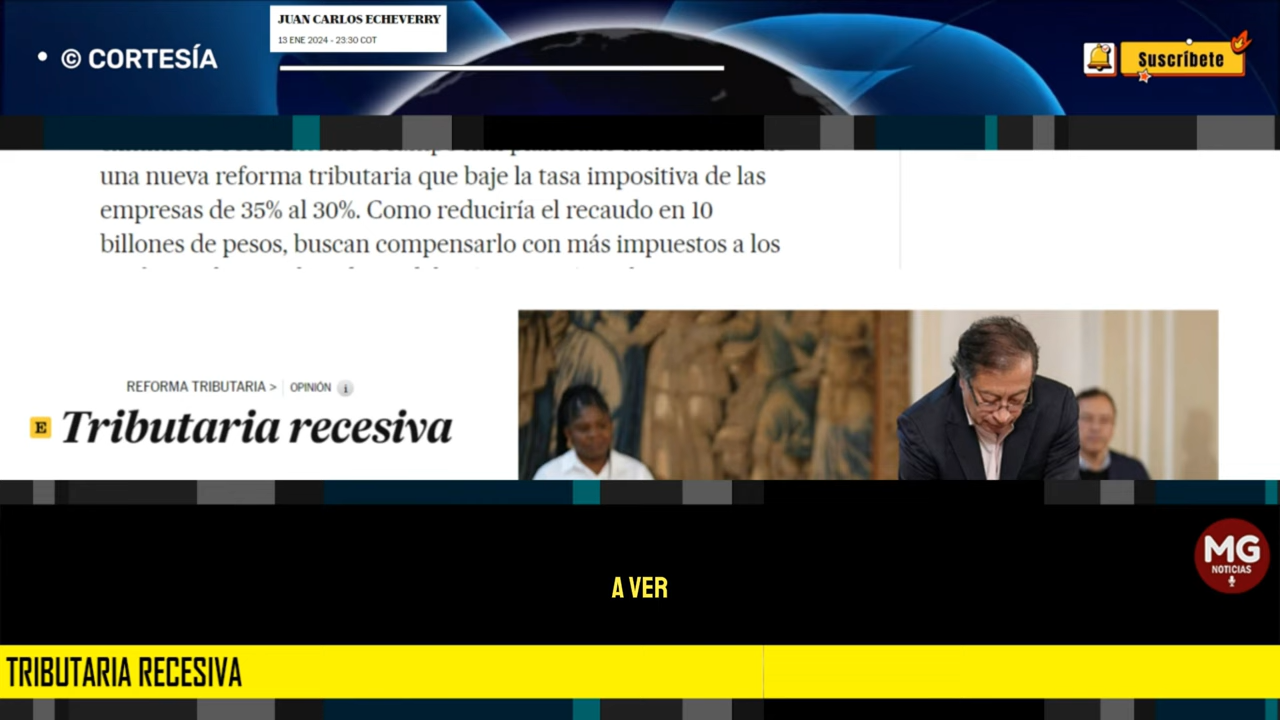 JUAN CARLOS ECHEVERRY
13 ENE 2024 - 23:30 COT
• © CORTESÍA
Suscríbete
una nueva reforma tributaria que baje la tasa impositiva de las
empresas de 35% al 30%. Como reduciría el recaudo en 10
billones de pesos, buscan compensarlo con más impuestos a los
REFORMA TRIBUTARIA > OPINIÓN i
E Tributaria recesiva
MG
NOTICIAS
A VER
TRIBUTARIA RECESIVA